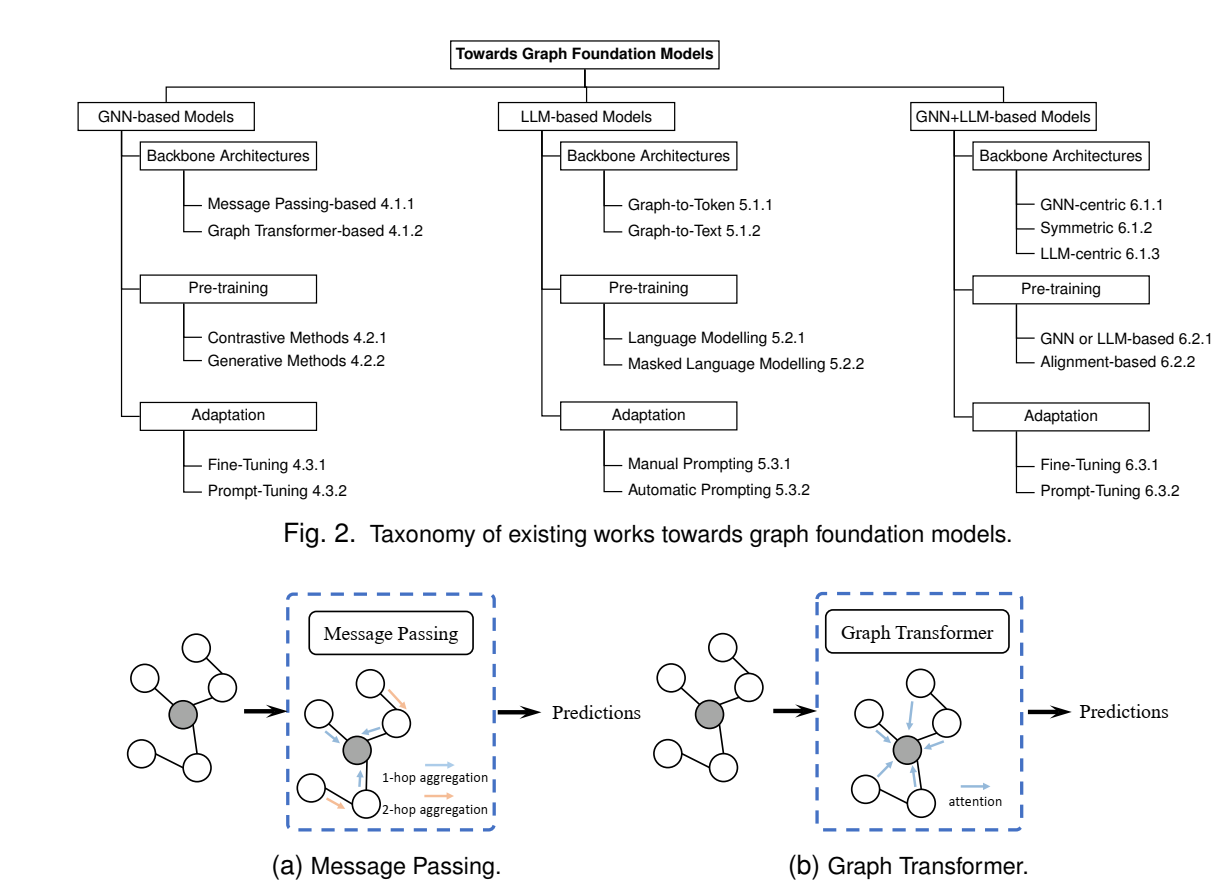 Towards Graph Foundation Models
GNN-based Models
Backbone Architectures
Message Passing-based 4.1.1
Graph Transformer-based 4.1.2
Pre-training
Contrastive Methods 4.2.1
Generative Methods 4.2.2
Adaptation
Fine-Tuning 4.3.1
Prompt-Tuning 4.3.2
LLM-based Models
Backbone Architectures
Graph-to-Token 5.1.1
Graph-to-Text 5.1.2
Pre-training
Language Modelling 5.2.1
Masked Language Modelling 5.2.2
Adaptation
Manual Prompting 5.3.1
Automatic Prompting 5.3.2
GNN+LLM-based Models
Backbone Architectures
GNN-centric 6.1.1
Symmetric 6.1.2
LLM-centric 6.1.3
Pre-training
GNN or LLM-based 6.2.1
Alignment-based 6.2.2
Adaptation
Fine-Tuning 6.3.1
Prompt-Tuning 6.3.2
Fig. 2. Taxonomy of existing works towards graph foundation models.
Message Passing
1-hop aggregation
2-hop aggregation
Predictions
(a) Message Passing.
Graph Transformer
attention
Predictions
(b) Graph Transformer.